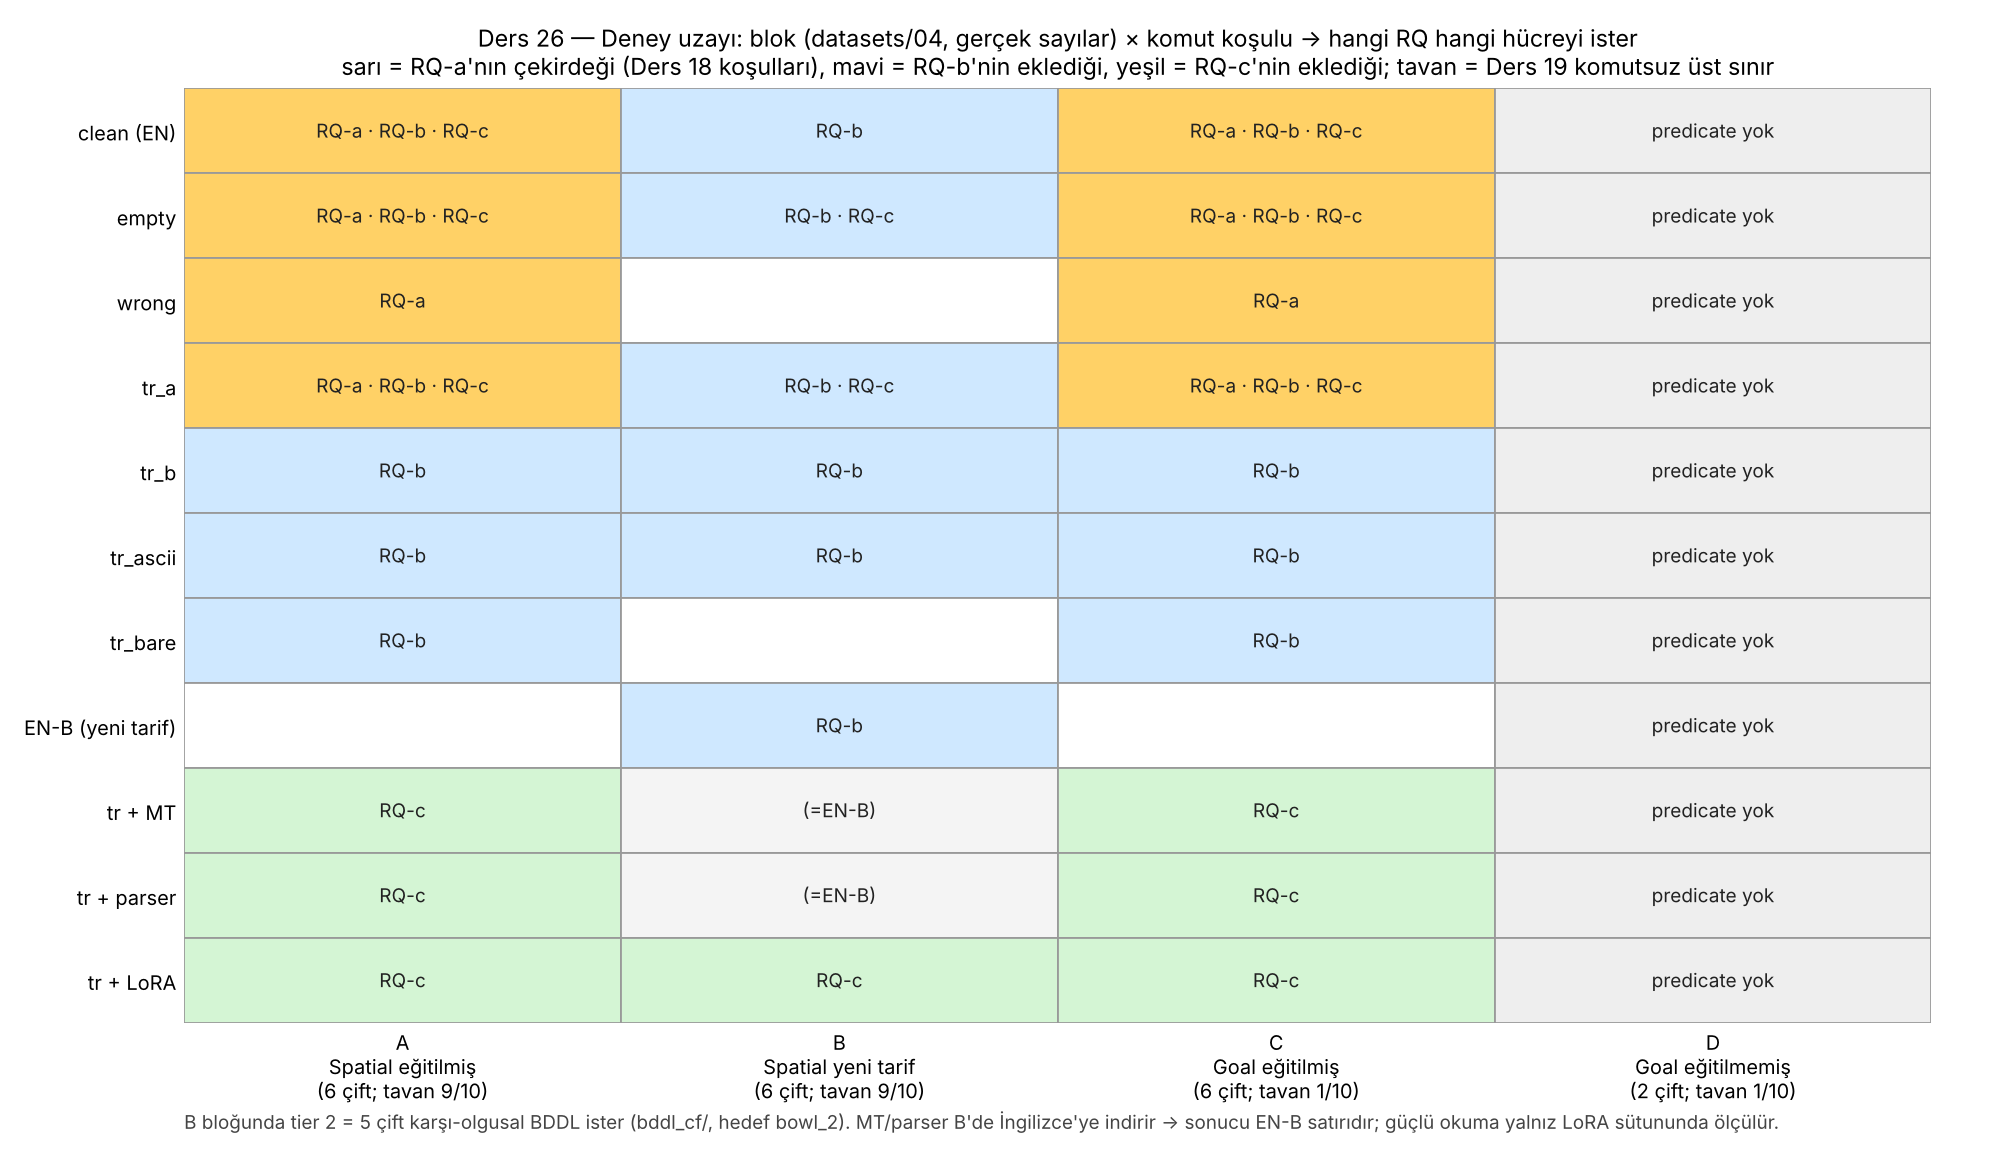 Ders 26 — Deney uzayı: blok (datasets/04, gerçek sayılar) × komut koşulu → hangi RQ hangi hücreyi ister
sarı = RQ-a'nın çekirdeği (Ders 18 koşulları), mavi = RQ-b'nin eklediği, yeşil = RQ-c'nin eklediği; tavan = Ders 19 komutsuz üst sınır
clean (EN) RQ-a · RQ-b · RQ-c RQ-b RQ-a · RQ-b · RQ-c predicate yok
empty RQ-a · RQ-b · RQ-c RQ-b · RQ-c RQ-a · RQ-b · RQ-c predicate yok
wrong RQ-a RQ-a predicate yok
tr_a RQ-a · RQ-b · RQ-c RQ-b · RQ-c RQ-a · RQ-b · RQ-c predicate yok
tr_b RQ-b RQ-b RQ-b predicate yok
tr_ascii RQ-b RQ-b RQ-b predicate yok
tr_bare RQ-b RQ-b predicate yok
EN-B (yeni tarif) RQ-b predicate yok
tr + MT RQ-c (=EN-B) RQ-c predicate yok
tr + parser RQ-c (=EN-B) RQ-c predicate yok
tr + LoRA RQ-c RQ-c RQ-c predicate yok
A B C D
Spatial eğitilmiş Spatial yeni tarif Goal eğitilmiş Goal eğitilmemiş
(6 çift; tavan 9/10) (6 çift; tavan 9/10) (6 çift; tavan 1/10) (2 çift; tavan 1/10)
B bloğunda tier 2 = 5 çift karşı-olgusal BDDL ister (bddl_cf/, hedef bowl_2). MT/parser B'de İngilizce'ye indirir → sonucu EN-B satırıdır; güçlü okuma yalnız LoRA sütununda ölçülür.